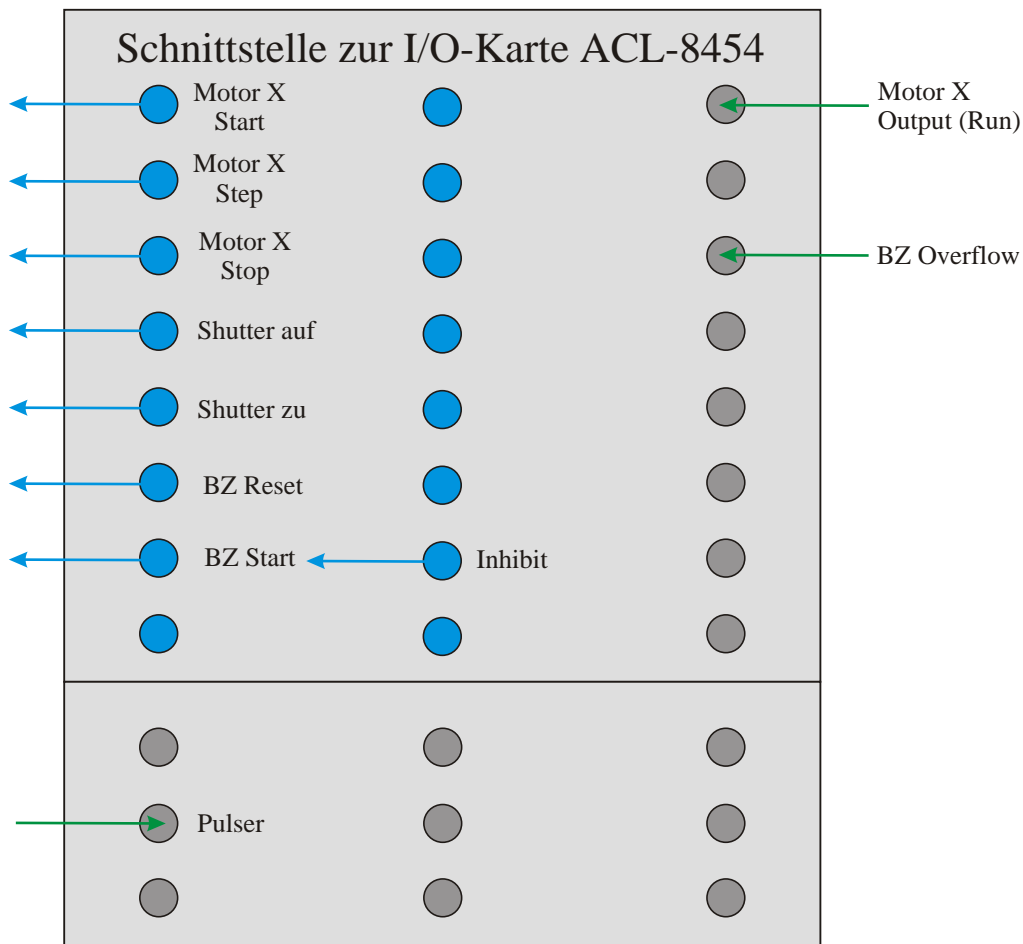 Schnittstelle zur I/O-Karte ACL-8454
Motor X
Start
Motor X
Output (Run)
Motor X
Step
Motor X
Stop
BZ Overflow
Shutter auf
Shutter zu
BZ Reset
BZ Start
Inhibit
Pulser